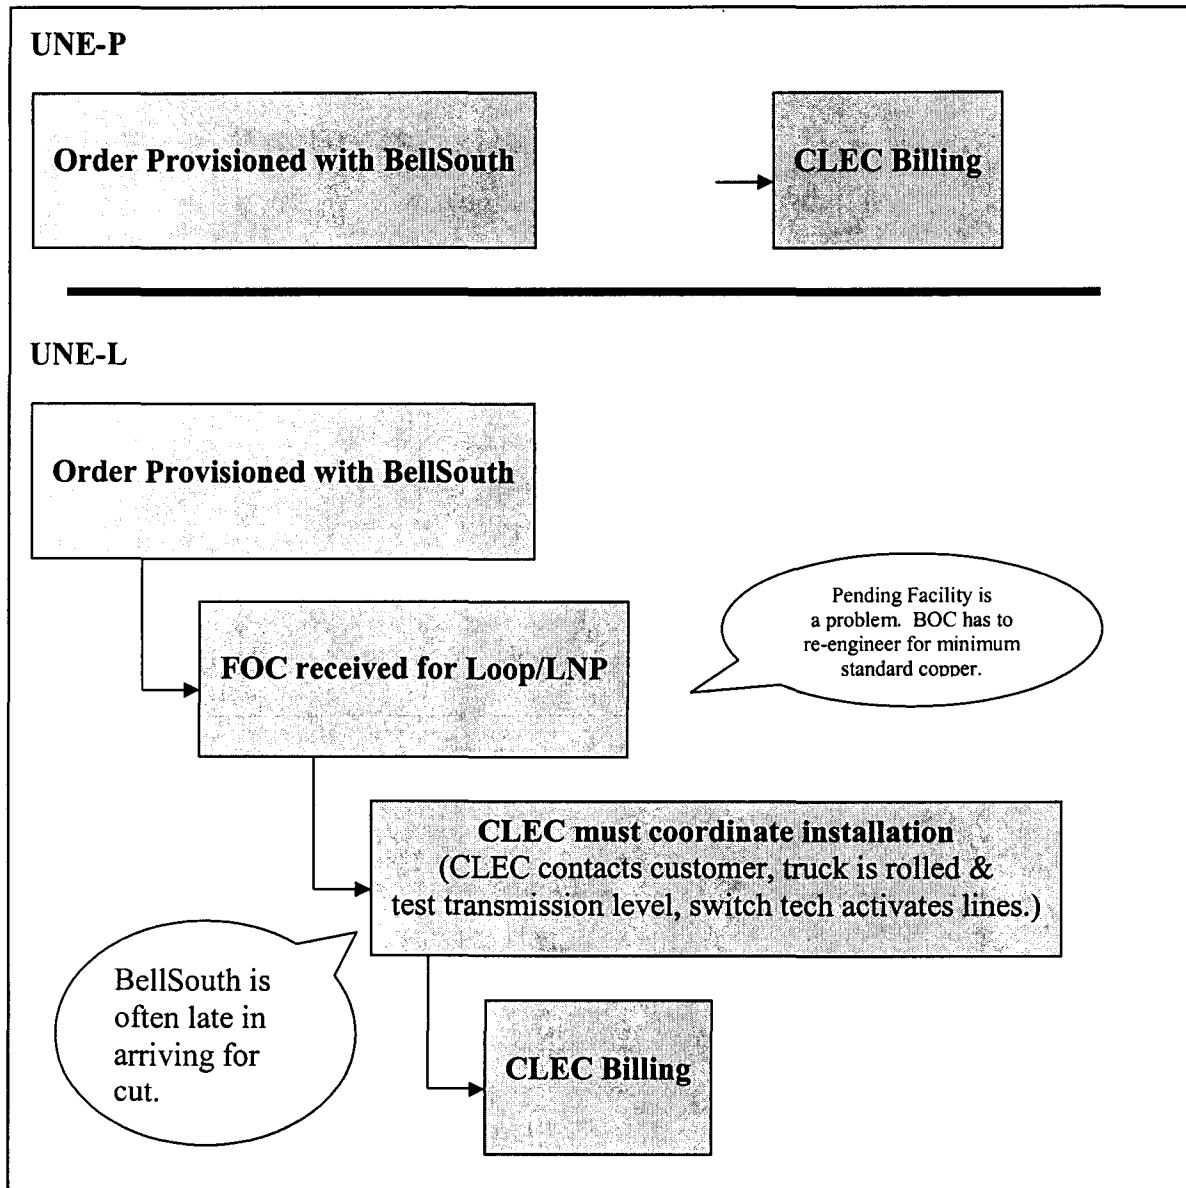 UNE-P
Order Provisioned with BellSouth
CLEC Billing
UNE-L
Order Provisioned with BellSouth
Pending Facility is
a problem. BOC has to
re-engineer for minimum
standard copper.
FOC received for Loop/LNP
CLEC must coordinate installation
(CLEC contacts customer, truck is rolled &
test transmission level, switch tech activates lines.)
BellSouth is
often late in
arriving for
cut.
CLEC Billing